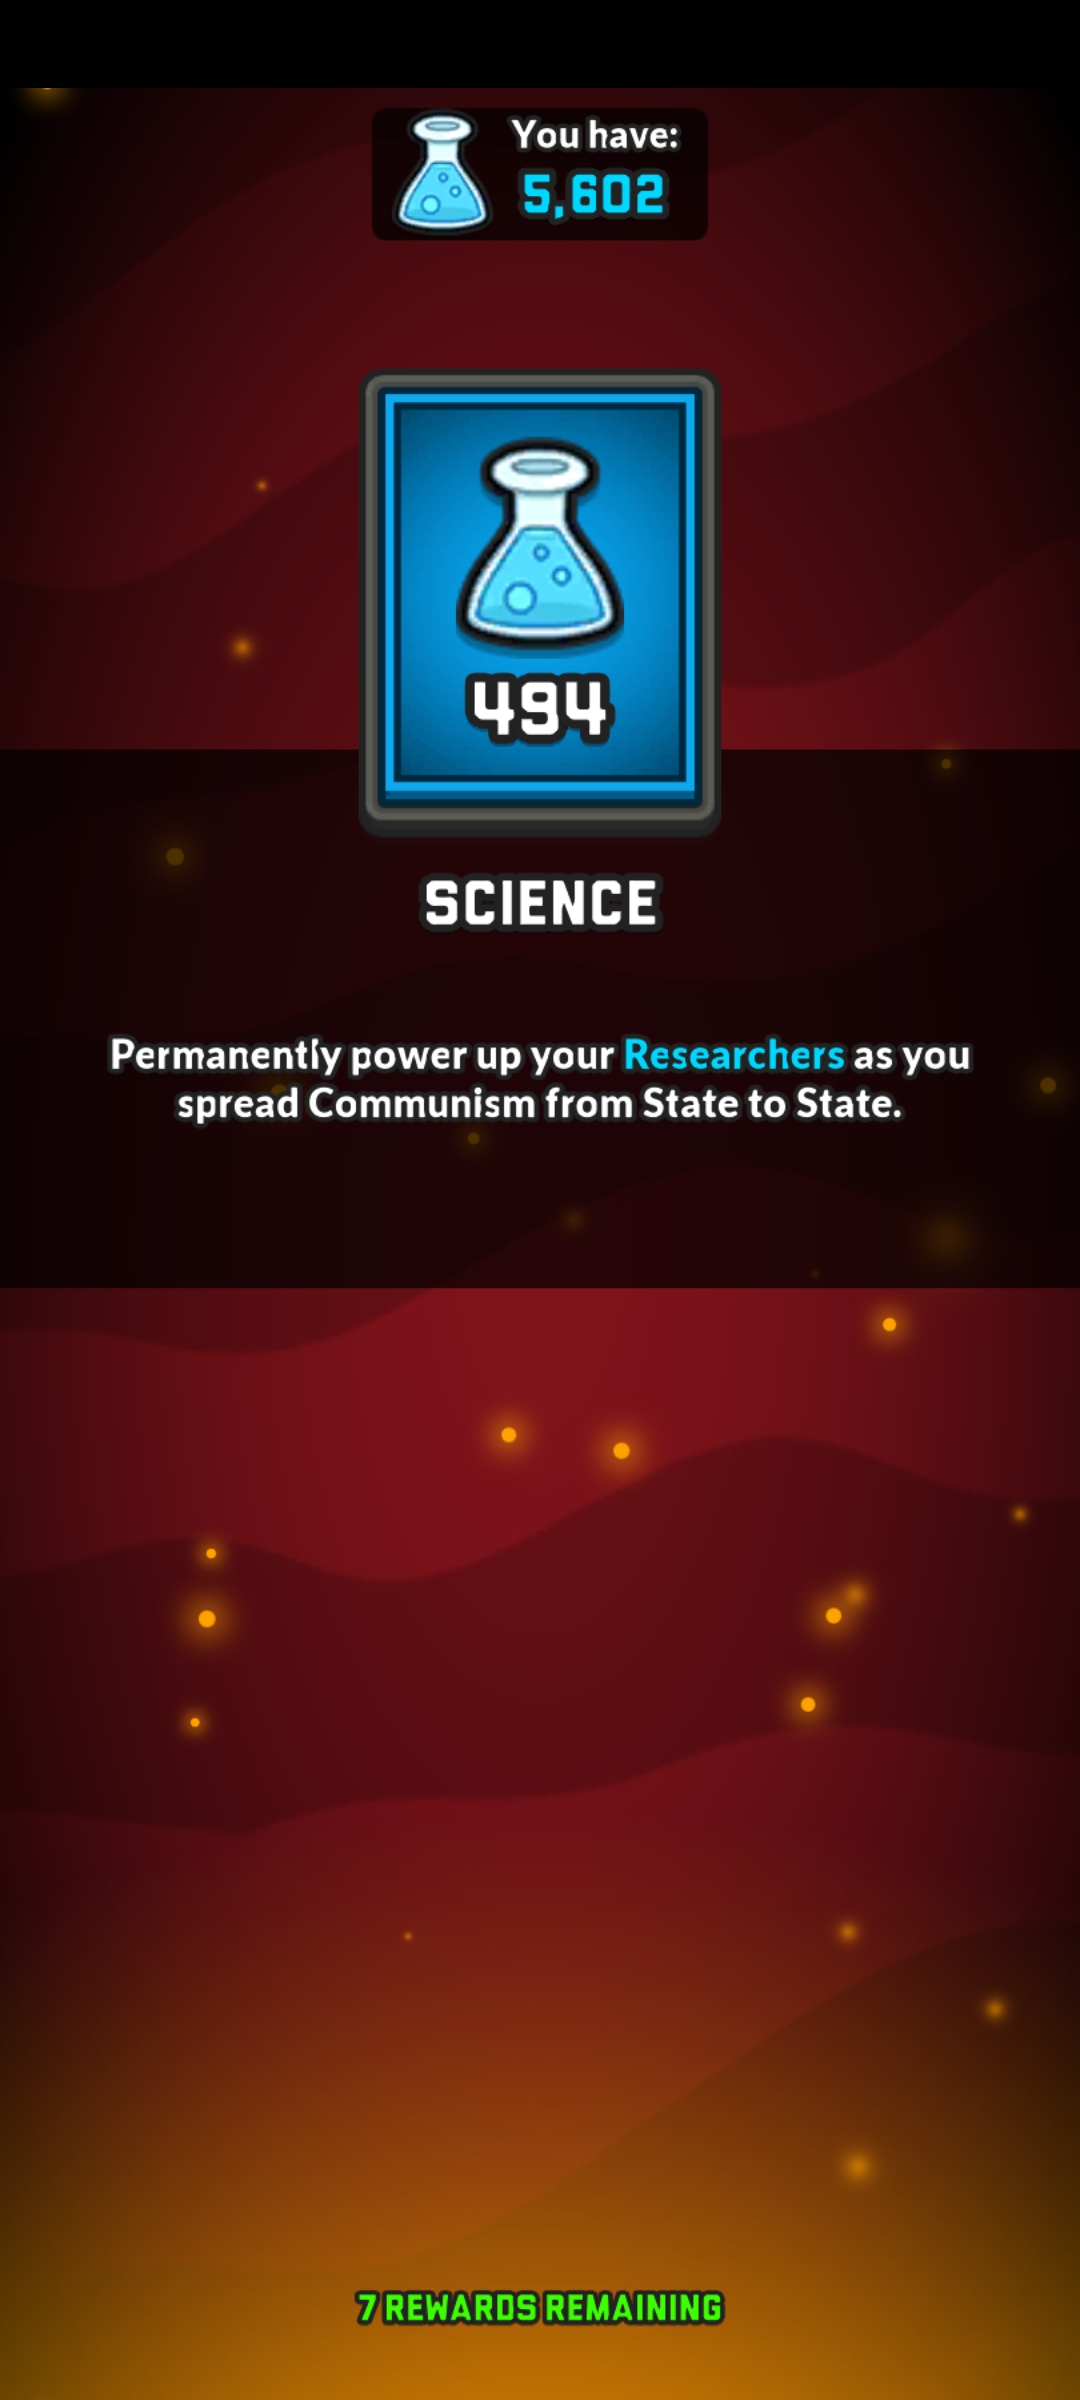 You have:
5,602
494
SCIENCE
Permanently power up your Researchers as you
spread Communism from State to State.
7 REWARDS REMAINING